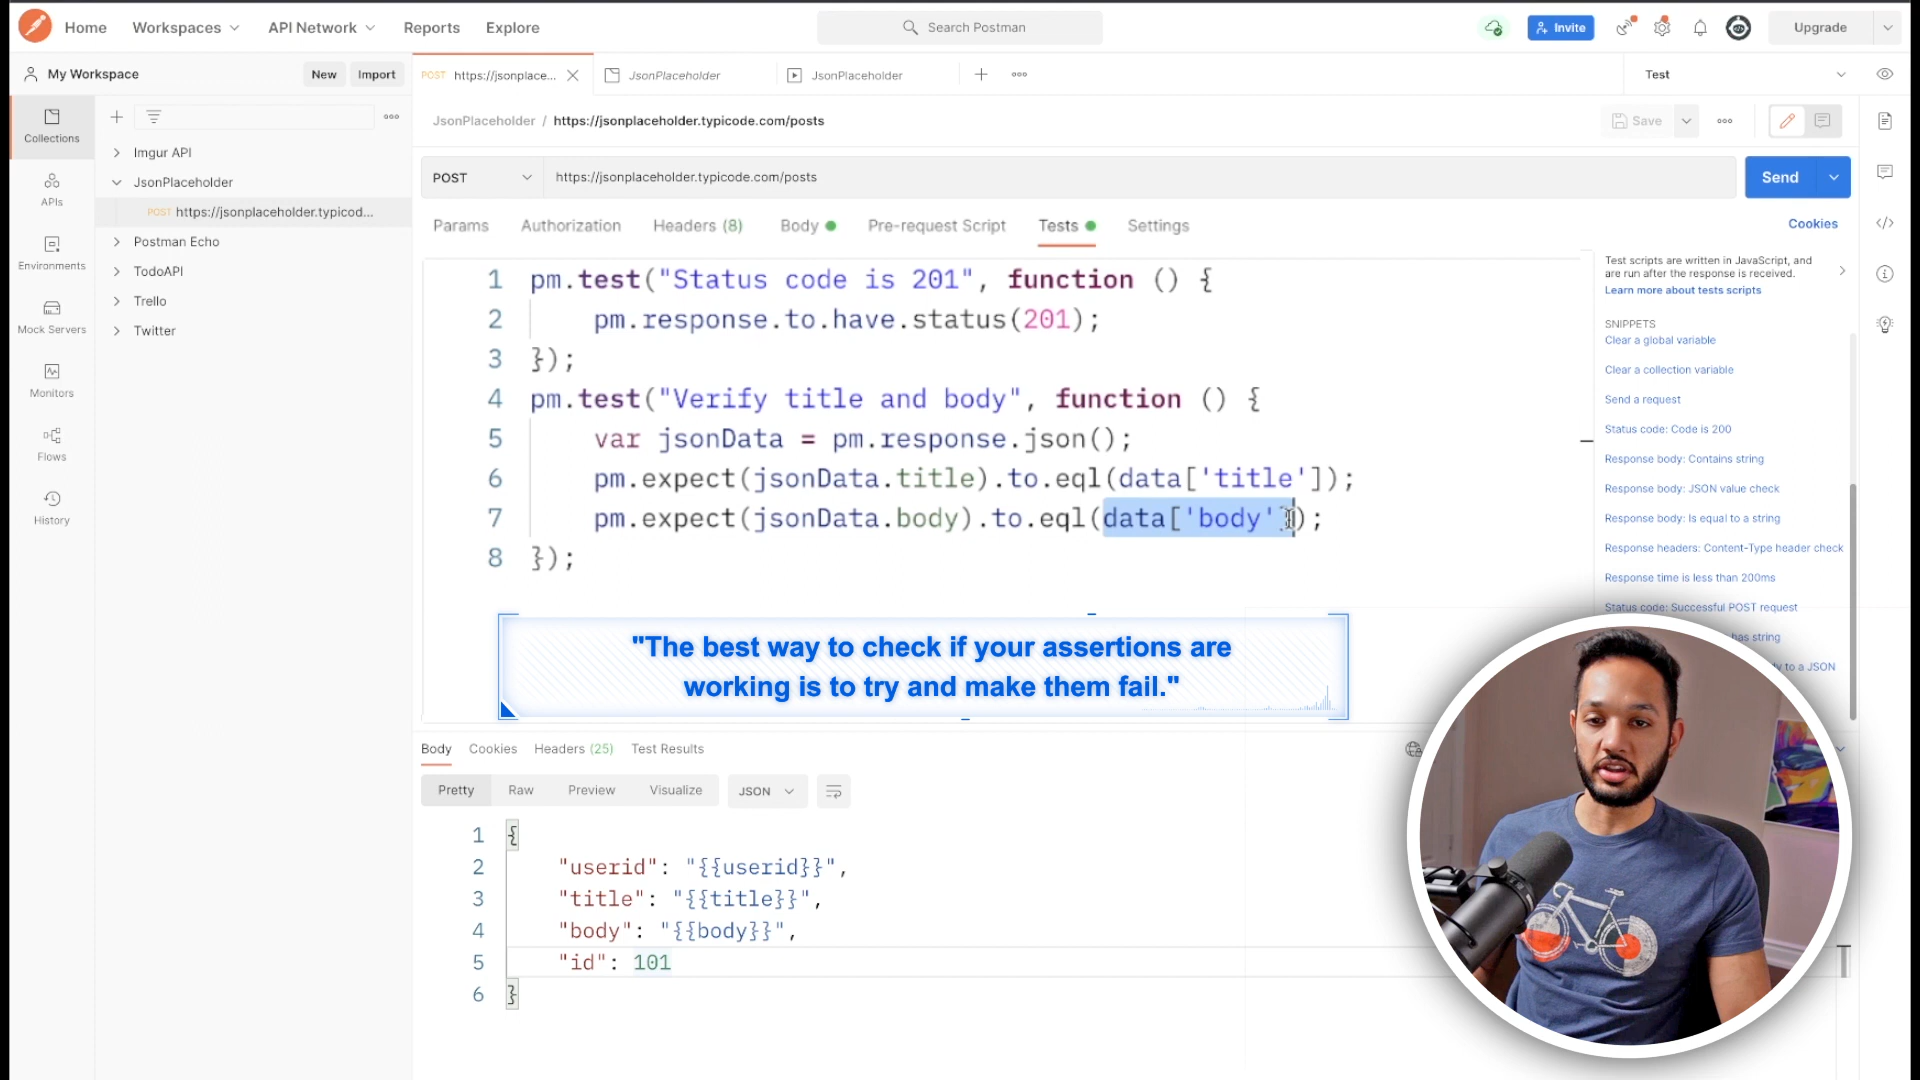 Home
Workspaces
API Network
Reports
Explore
Search Postman
Invite
Upgrade
My Workspace
New
Import
POST https://jsonplace...
JsonPlaceholder
JsonPlaceholder
Test
Collections
APIs
Environments
Mock Servers
Monitors
Flows
History
Imgur API
JsonPlaceholder
POST https://jsonplaceholder.typicod...
Postman Echo
TodoAPI
Trello
Twitter
JsonPlaceholder / https://jsonplaceholder.typicode.com/posts
Save
POST
https://jsonplaceholder.typicode.com/posts
Send
Params
Authorization
Headers (8)
Body
Pre-request Script
Tests
Settings
Cookies
1 pm.test("Status code is 201", function () {
2 pm.response.to.have.status(201);
3 });
4 pm.test("Verify title and body", function () {
5 var jsonData = pm.response.json();
6 pm.expect(jsonData.title).to.eql(data['title']);
7 pm.expect(jsonData.body).to.eql(data['body']);
8 });
Test scripts are written in JavaScript, and
are run after the response is received.
Learn more about tests scripts
SNIPPETS
Clear a global variable
Clear a collection variable
Send a request
Status code: Code is 200
Response body: Contains string
Response body: JSON value check
Response body: Is equal to a string
Response headers: Content-Type header check
Response time is less than 200ms
Status code: Successful POST request
has string
to a JSON
"The best way to check if your assertions are
working is to try and make them fail."
Body
Cookies
Headers (25)
Test Results
Pretty
Raw
Preview
Visualize
JSON
1 {
2 "userid": "{{userid}}",
3 "title": "{{title}}",
4 "body": "{{body}}",
5 "id": 101
6 }